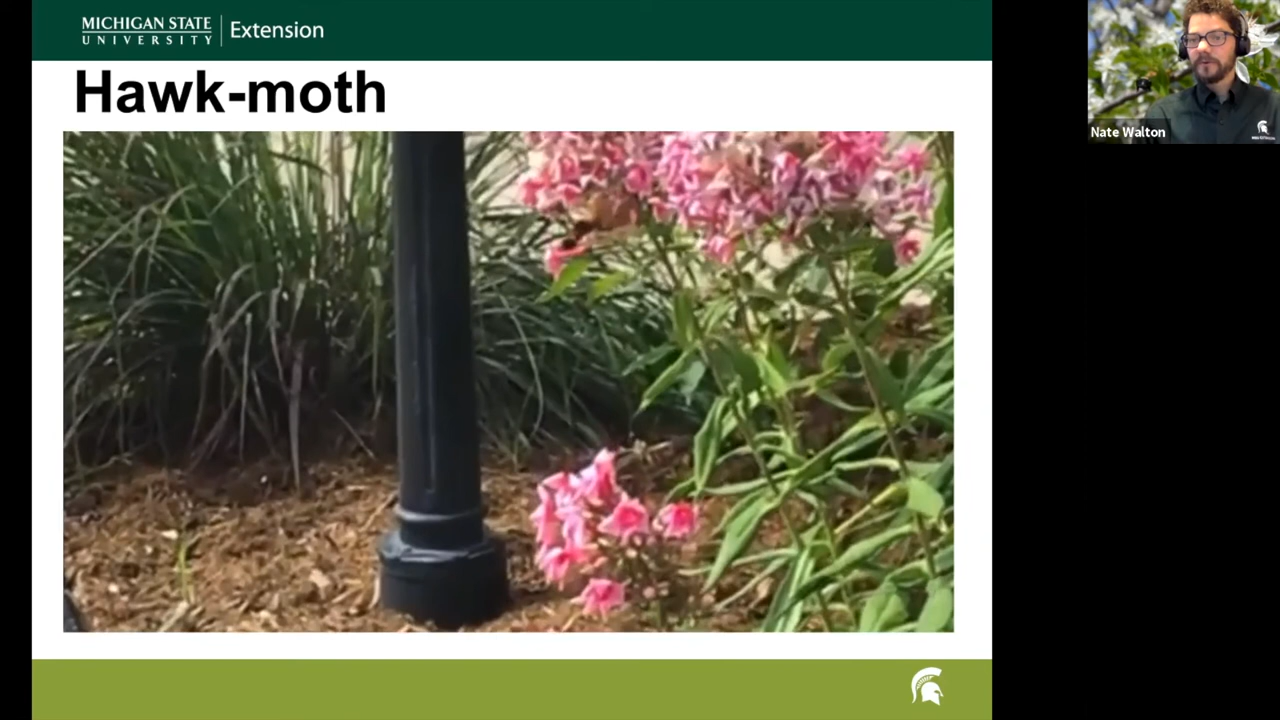 MICHIGAN STATE
UNIVERSITY
Extension
Hawk-moth
Nate Walton